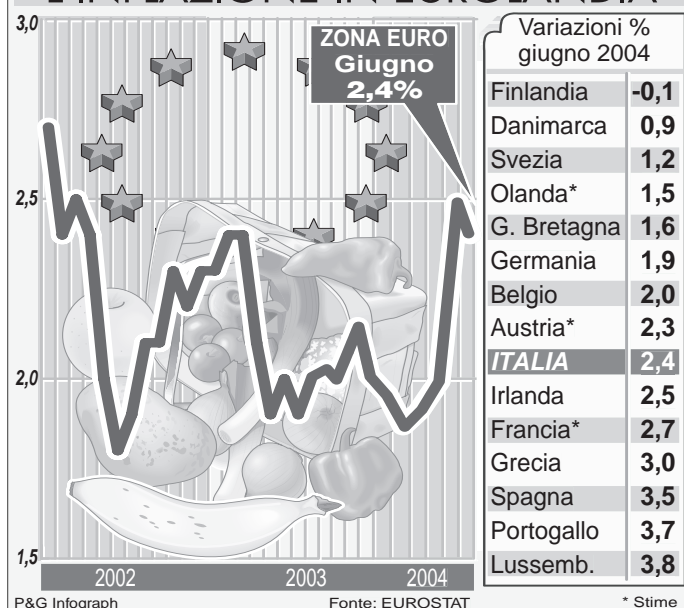 L'INFLAZIONE IN EUROLANDIA
3,0
2,5
2,0
1,5
ZONA EURO
Giugno
2,4%
2002
2003
2004
P&G Infograph
Fonte: EUROSTAT
Variazioni %
giugno 2004
Finlandia -0,1
Danimarca 0,9
Svezia 1,2
Olanda* 1,5
G. Bretagna 1,6
Germania 1,9
Belgio 2,0
Austria* 2,3
ITALIA 2,4
Irlanda 2,5
Francia* 2,7
Grecia 3,0
Spagna 3,5
Portogallo 3,7
Lussemb. 3,8
* Stime